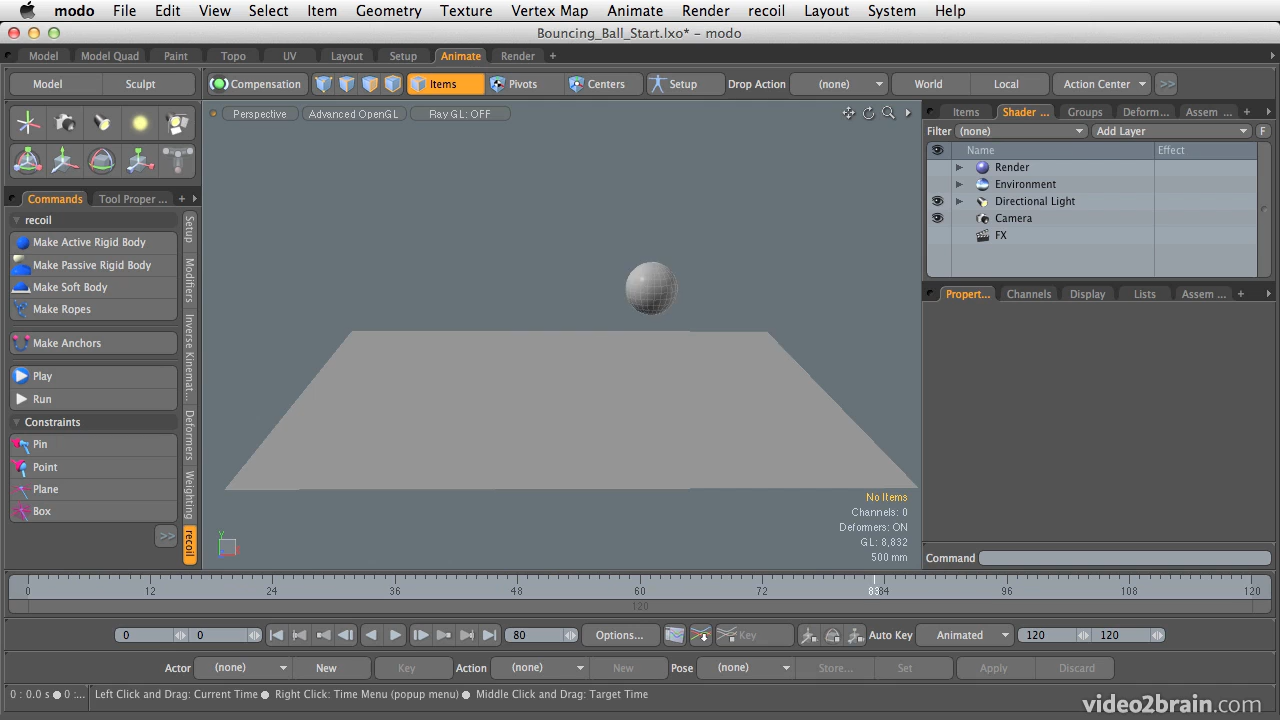 modo File Edit View Select Item Geometry Texture Vertex Map Animate Render recoil Layout System Help
Bouncing_Ball_Start.lxo* - modo
Model Model Quad Paint Topo UV Layout Setup Animate Render +
Model Sculpt Compensation Items Pivots Centers Setup Drop Action (none) World Local Action Center >>
Perspective Advanced OpenGL Ray GL: OFF
Items Shader ... Groups Deform... Assem ... +
Filter (none) Add Layer F
Name Effect
Render
Environment
Directional Light
Camera
FX
Commands Tool Proper ... +
recoil
Make Active Rigid Body
Make Passive Rigid Body
Make Soft Body
Make Ropes
Make Anchors
Play
Run
Constraints
Pin
Point
Plane
Box
>>
Setup
Modifiers
Inverse Kinemat...
Deformers
Weighting
recoil
Propert... Channels Display Lists Assem ... +
No Items
Channels: 0
Deformers: ON
GL: 8,832
500 mm
Y
Command
0 12 24 36 48 60 72 84 96 108 120
120
0 0 80 Options... Key Auto Key Animated 120 120
Actor (none) New Key Action (none) New Pose (none) Store... Set Apply Discard
0 : 0.0 s ● 0 :... Left Click and Drag: Current Time ● Right Click: Time Menu (popup menu) ● Middle Click and Drag: Target Time
video2brain.com